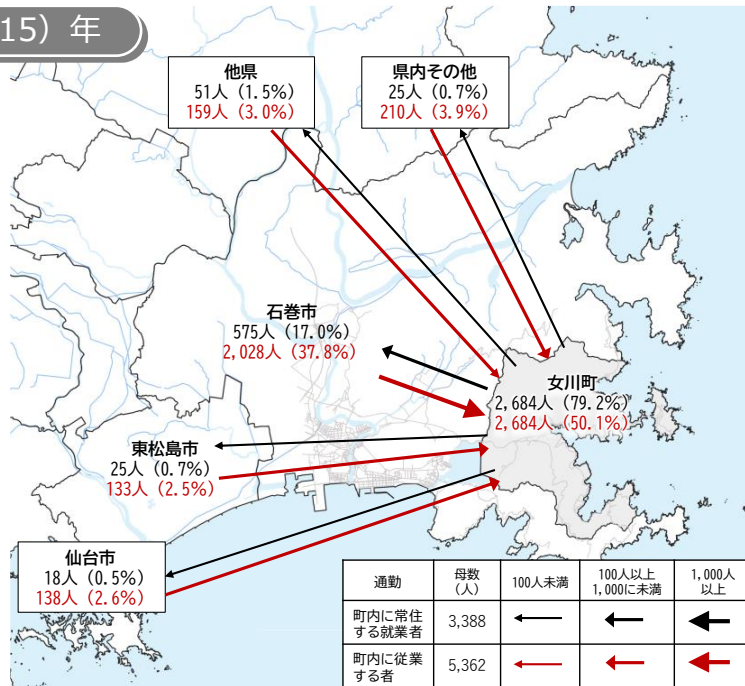 15）年
他県
51人（1.5%）
159人（3.0%）
県内その他
25人（0.7%）
210人（3.9%）
石巻市
575人（17.0%）
2,028人（37.8%）
女川町
2,684人（79.2%）
2,684人（50.1%）
東松島市
25人（0.7%）
133人（2.5%）
仙台市
18人（0.5%）
138人（2.6%）
通勤
母数
（人）
100人未満
100人以上
1,000に未満
1,000人
以上
町内に常住
する就業者
3,388
町内に従業
する者
5,362